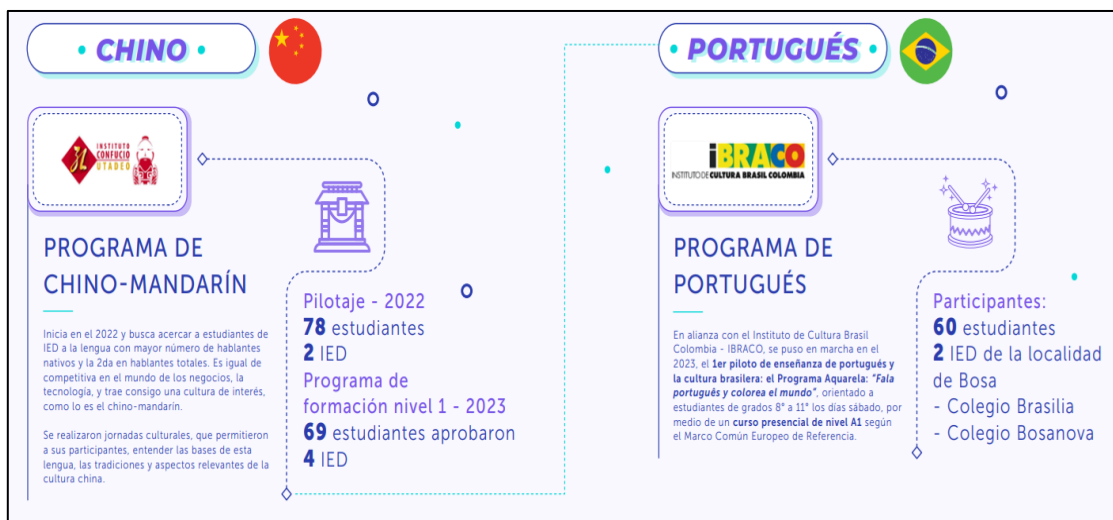 CHINO
INSTITUTO
CONFUCIO
UTADEO
PROGRAMA DE
CHINO-MANDARÍN
Inicia en el 2022 y busca acercar a estudiantes de
IED a la lengua con mayor número de hablantes
nativos y la 2da en hablantes totales. Es igual de
competitiva en el mundo de los negocios, la
tecnología, y trae consigo una cultura de interés,
como lo es el chino-mandarín.
Se realizaron jornadas culturales, que permitieron
a sus participantes, entender las bases de esta
lengua, las tradiciones y aspectos relevantes de la
cultura china.
Pilotaje - 2022
78 estudiantes
2 IED
Programa de
formación nivel 1 - 2023
69 estudiantes aprobaron
4 IED
PORTUGUÉS
iBRACO
INSTITUTO DE CULTURA BRASIL COLOMBIA
PROGRAMA DE
PORTUGUÉS
En alianza con el Instituto de Cultura Brasil
Colombia - IBRACO, se puso en marcha en el
2023, el 1er piloto de enseñanza de portugués y
la cultura brasilera: el Programa Aquarela: "Fala
portugués y colorea el mundo", orientado a
estudiantes de grados 8° a 11° los días sábado, por
medio de un curso presencial de nivel A1 según
el Marco Común Europeo de Referencia.
Participantes:
60 estudiantes
2 IED de la localidad
de Bosa
- Colegio Brasilia
- Colegio Bosanova